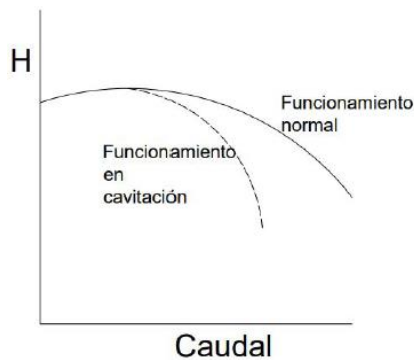 H
Funcionamiento
normal
Funcionamiento
en
cavitación
Caudal